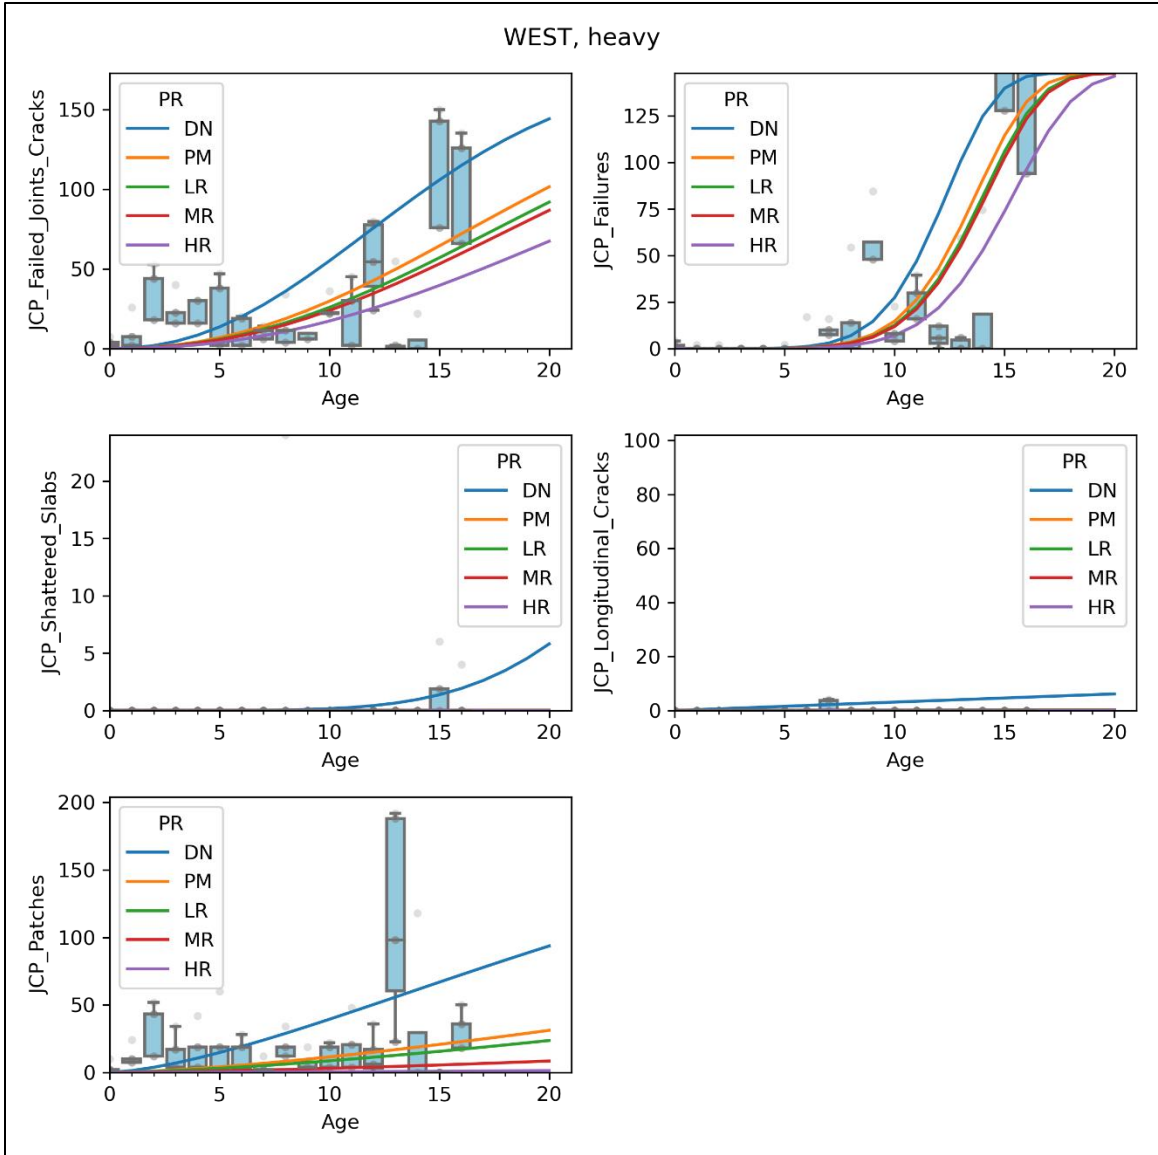 WEST, heavy
JCP_Failed_Joints_Cracks
150
100
50
0
PR
DN
PM
LR
MR
HR
0 5 10 15 20
Age
JCP_Failures
125
100
75
50
25
0
PR
DN
PM
LR
MR
HR
0 5 10 15 20
Age
JCP_Shattered_Slabs
20
15
10
5
0
PR
DN
PM
LR
MR
HR
0 5 10 15 20
Age
JCP_Longitudinal_Cracks
100
80
60
40
20
0
PR
DN
PM
LR
MR
HR
0 5 10 15 20
Age
JCP_Patches
200
150
100
50
0
PR
DN
PM
LR
MR
HR
0 5 10 15 20
Age